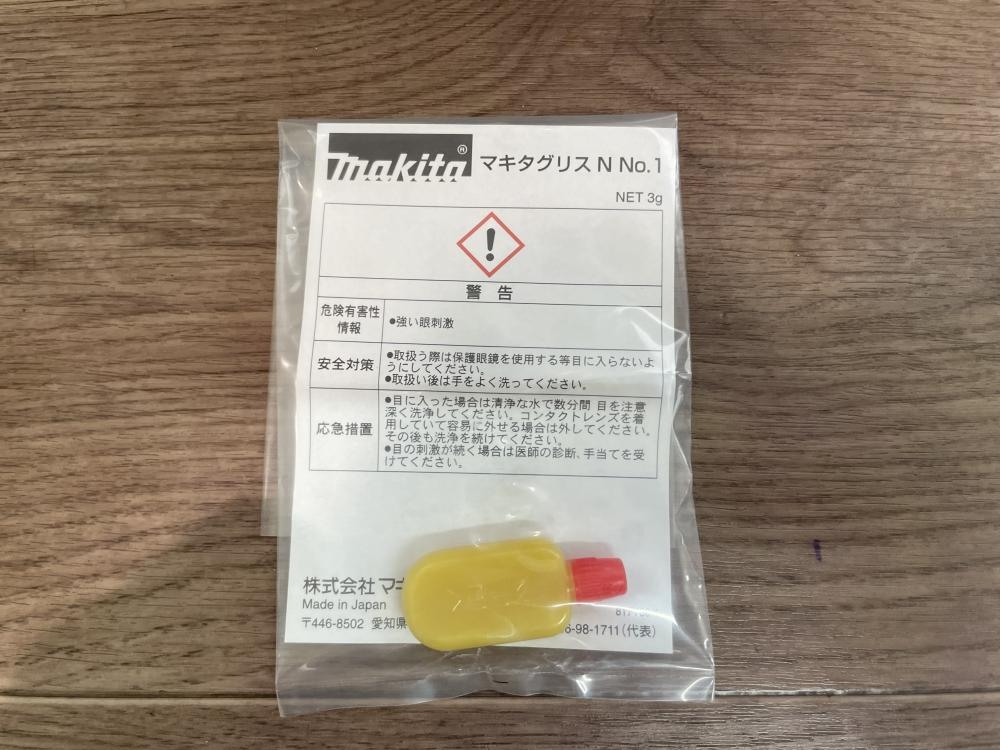 makita® マキタグリス N No.1
NET 3g
警 告
危険有害性
情報
●強い眼刺激
安全対策
●取扱う際は保護眼鏡を使用する等目に入らないよ
うにしてください。
●取扱い後は手をよく洗ってください。
応急措置
●目に入った場合は清浄な水で数分間 目を注意
深く洗浄してください。コンタクトレンズを着
用していて容易に外せる場合は外してください。
その後も洗浄を続けてください。
●目の刺激が続く場合は医師の診断、手当てを受
けてください。
株式会社 マ
Made in Japan
〒446-8502 愛知県
6-98-1711(代表)